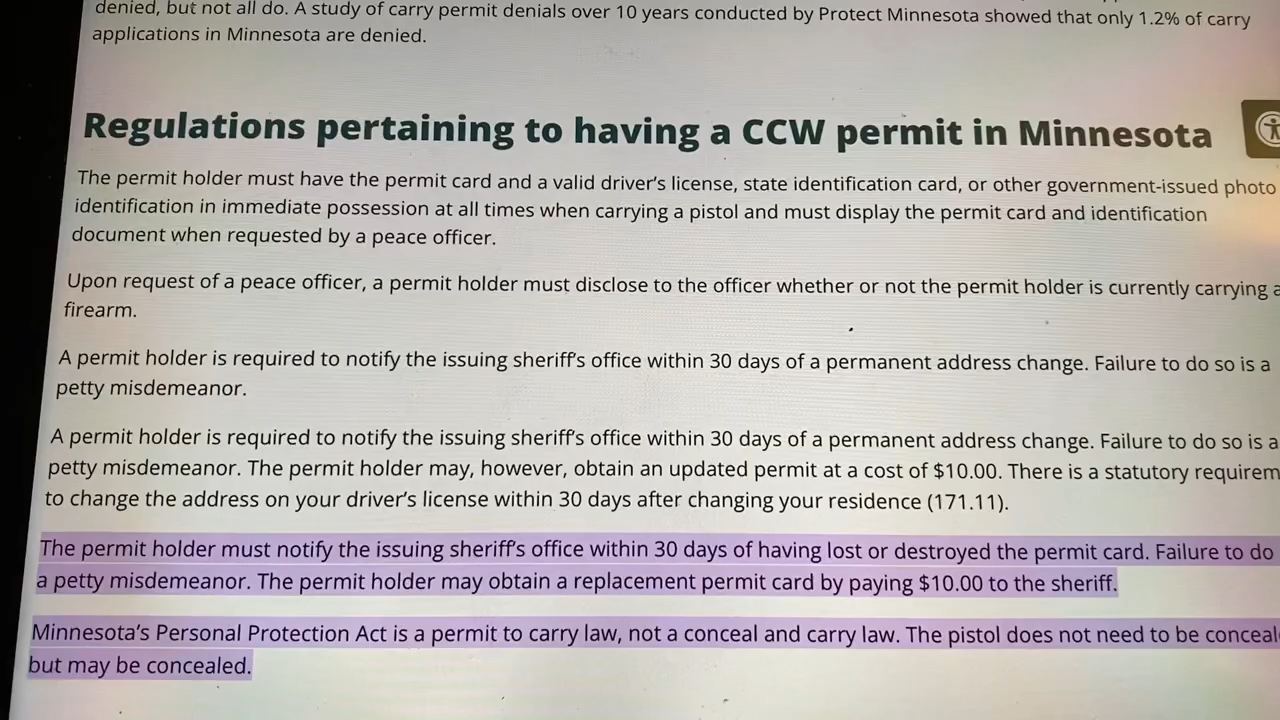 denied, but not all do. A study of carry permit denials over 10 years conducted by Protect Minnesota showed that only 1.2% of carry
applications in Minnesota are denied.
Regulations pertaining to having a CCW permit in Minnesota
The permit holder must have the permit card and a valid driver’s license, state identification card, or other government-issued photo
identification in immediate possession at all times when carrying a pistol and must display the permit card and identification
document when requested by a peace officer.
Upon request of a peace officer, a permit holder must disclose to the officer whether or not the permit holder is currently carrying a
firearm.
A permit holder is required to notify the issuing sheriff’s office within 30 days of a permanent address change. Failure to do so is a
petty misdemeanor.
A permit holder is required to notify the issuing sheriff’s office within 30 days of a permanent address change. Failure to do so is a
petty misdemeanor. The permit holder may, however, obtain an updated permit at a cost of $10.00. There is a statutory requirem
to change the address on your driver’s license within 30 days after changing your residence (171.11).
The permit holder must notify the issuing sheriff’s office within 30 days of having lost or destroyed the permit card. Failure to do
a petty misdemeanor. The permit holder may obtain a replacement permit card by paying $10.00 to the sheriff.
Minnesota’s Personal Protection Act is a permit to carry law, not a conceal and carry law. The pistol does not need to be conceal
but may be concealed.